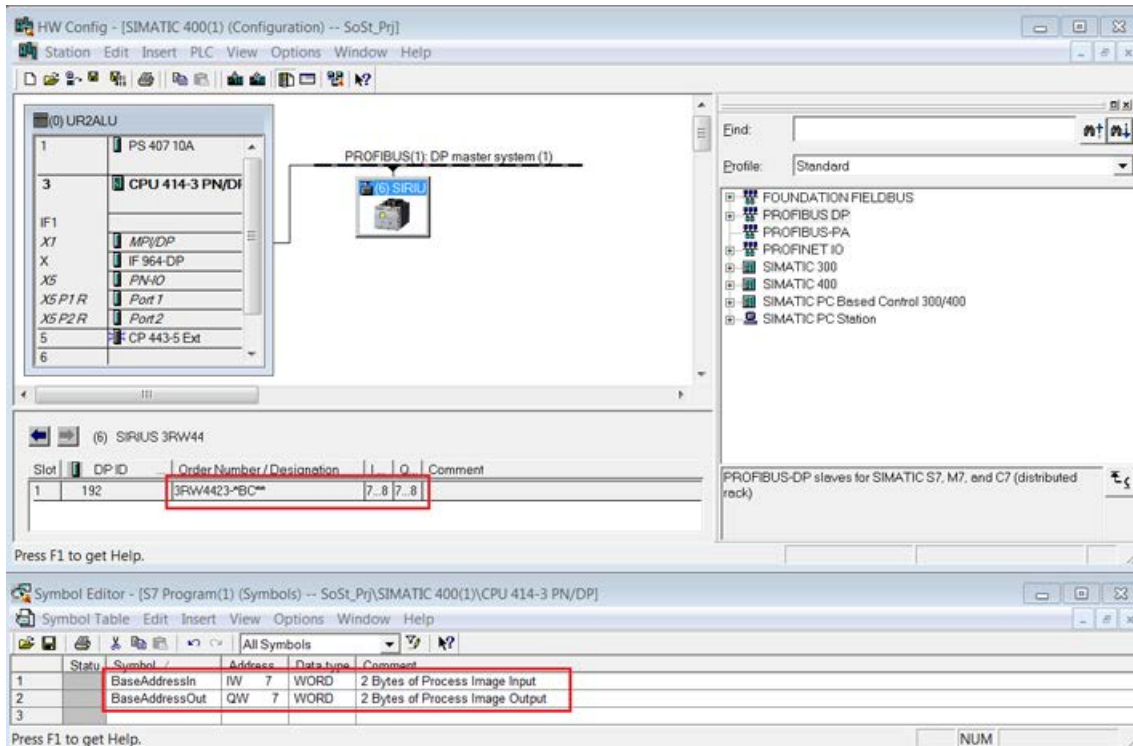 HW Config - [SIMATIC 400(1) (Configuration) -- SoSt_Prj]
Station Edit Insert PLC View Options Window Help
(0) UR2ALU
1 PS 407 10A
3 CPU 414-3 PN/DP
IF1
X1 MPI/DP
X IF 964-DP
X5 PN-IO
X5 P1 R Port 1
X5 P2 R Port 2
5 CP 443-5 Ext
6
PROFIBUS(1): DP master system (1)
(6) SIRIU
Find:
Profile: Standard
FOUNDATION FIELDBUS
PROFIBUS DP
PROFIBUS-PA
PROFINET IO
SIMATIC 300
SIMATIC 400
SIMATIC PC Based Control 300/400
SIMATIC PC Station
PROFIBUS-DP slaves for SIMATIC S7, M7, and C7 (distributed
rack)
(6) SIRIUS 3RW44
Slot DP ID ... Order Number / Designation I... Q... Comment
1 192 3RW4423-*BC** 7...8 7...8
Press F1 to get Help.
Symbol Editor - [S7 Program(1) (Symbols) -- SoSt_Prj\SIMATIC 400(1)\CPU 414-3 PN/DP]
Symbol Table Edit Insert View Options Window Help
All Symbols
Statu Symbol Address Data type Comment
1 BaseAddressIn IW 7 WORD 2 Bytes of Process Image Input
2 BaseAddressOut QW 7 WORD 2 Bytes of Process Image Output
3
Press F1 to get Help.
NUM